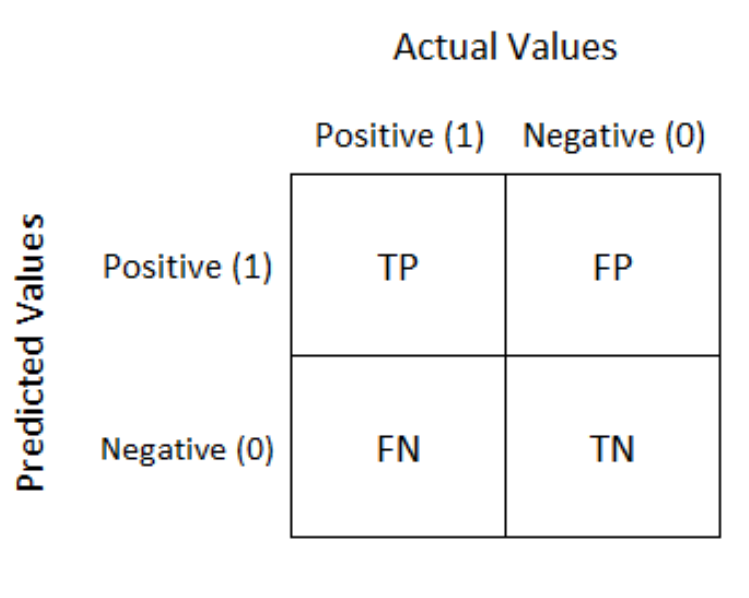 Actual Values
Positive (1) Negative (0)
Predicted Values
Positive (1) TP FP
Negative (0) FN TN